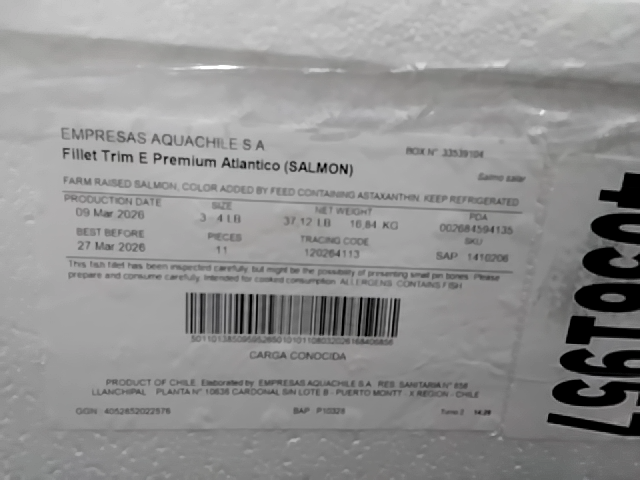 EMPRESAS AQUACHILE S A
BOX N° 33539104
Fillet Trim E Premium Atlantico (SALMON)
Salmo salar
FARM RAISED SALMON, COLOR ADDED BY FEED CONTAINING ASTAXANTHIN. KEEP REFRIGERATED
PRODUCTION DATE SIZE NET WEIGHT PDA
09 Mar 2026 3 - 4 LB 37,12 LB 16,84 KG 002684594135
BEST BEFORE PIECES TRACING CODE SKU
27 Mar 2026 11 120264113 SAP 1410206
This fish fillet has been inspected carefully, but might be the possibility of presenting small pin bones. Please
prepare and consume carefully. Intended for cooked consumption. ALLERGENS: CONTAINS FISH
CARGA CONOCIDA
PRODUCT OF CHILE. Elaborated by EMPRESAS AQUACHILE S.A. RES. SANITARIA N° 858
LLANCHIPAL PLANTA N° 10636 CARDONAL S/N LOTE B - PUERTO MONTT - X REGION - CHILE
GGN : 4052852022576 BAP : P10326 Turno 2 14:29